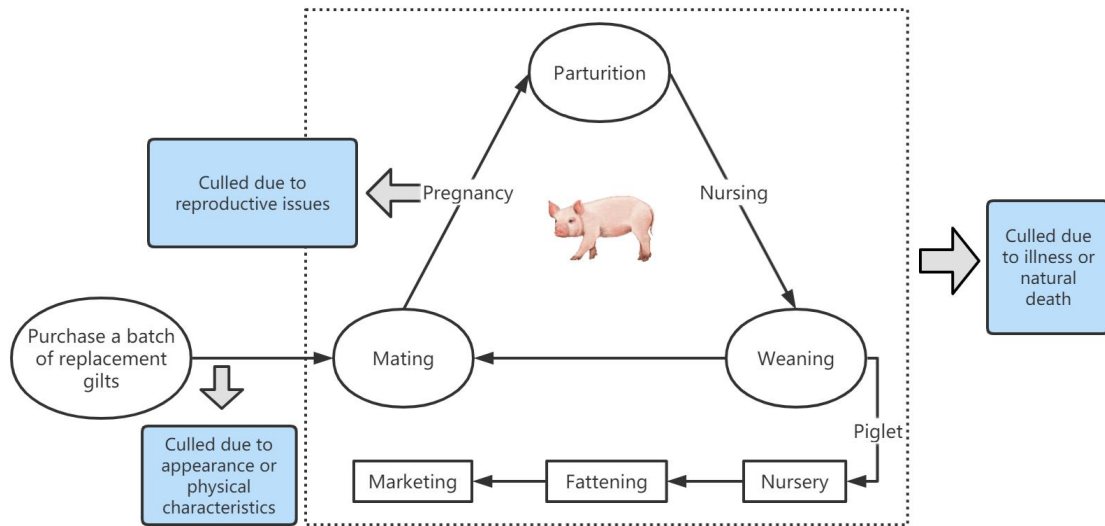 Parturition
Culled due to
reproductive issues
Pregnancy
Nursing
Culled due
to illness or
natural
death
Purchase a batch
of replacement
gilts
Mating
Weaning
Culled due to
appearance or
physical
characteristics
Piglet
Marketing
Fattening
Nursery